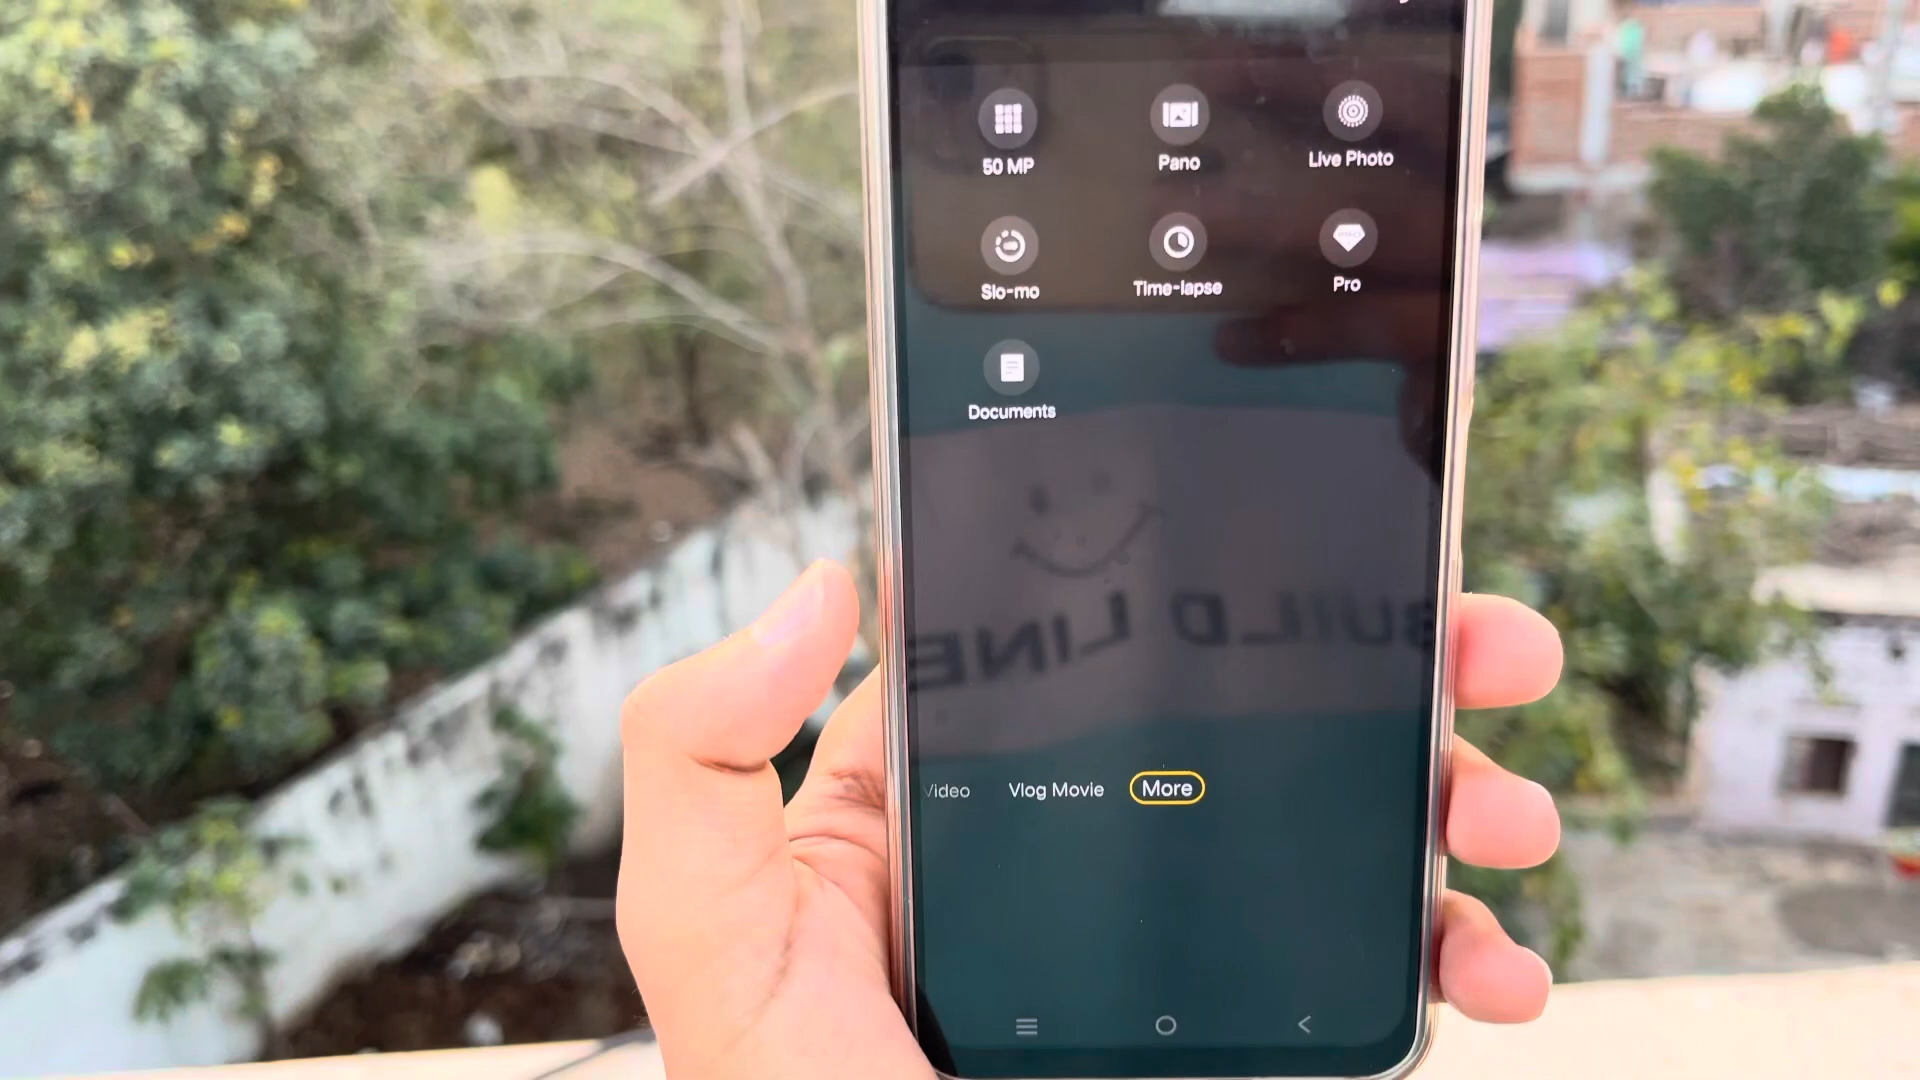 50 MP Pano Live Photo
Slo-mo Time-lapse Pro
Documents
BUILD LINE
Video Vlog Movie More